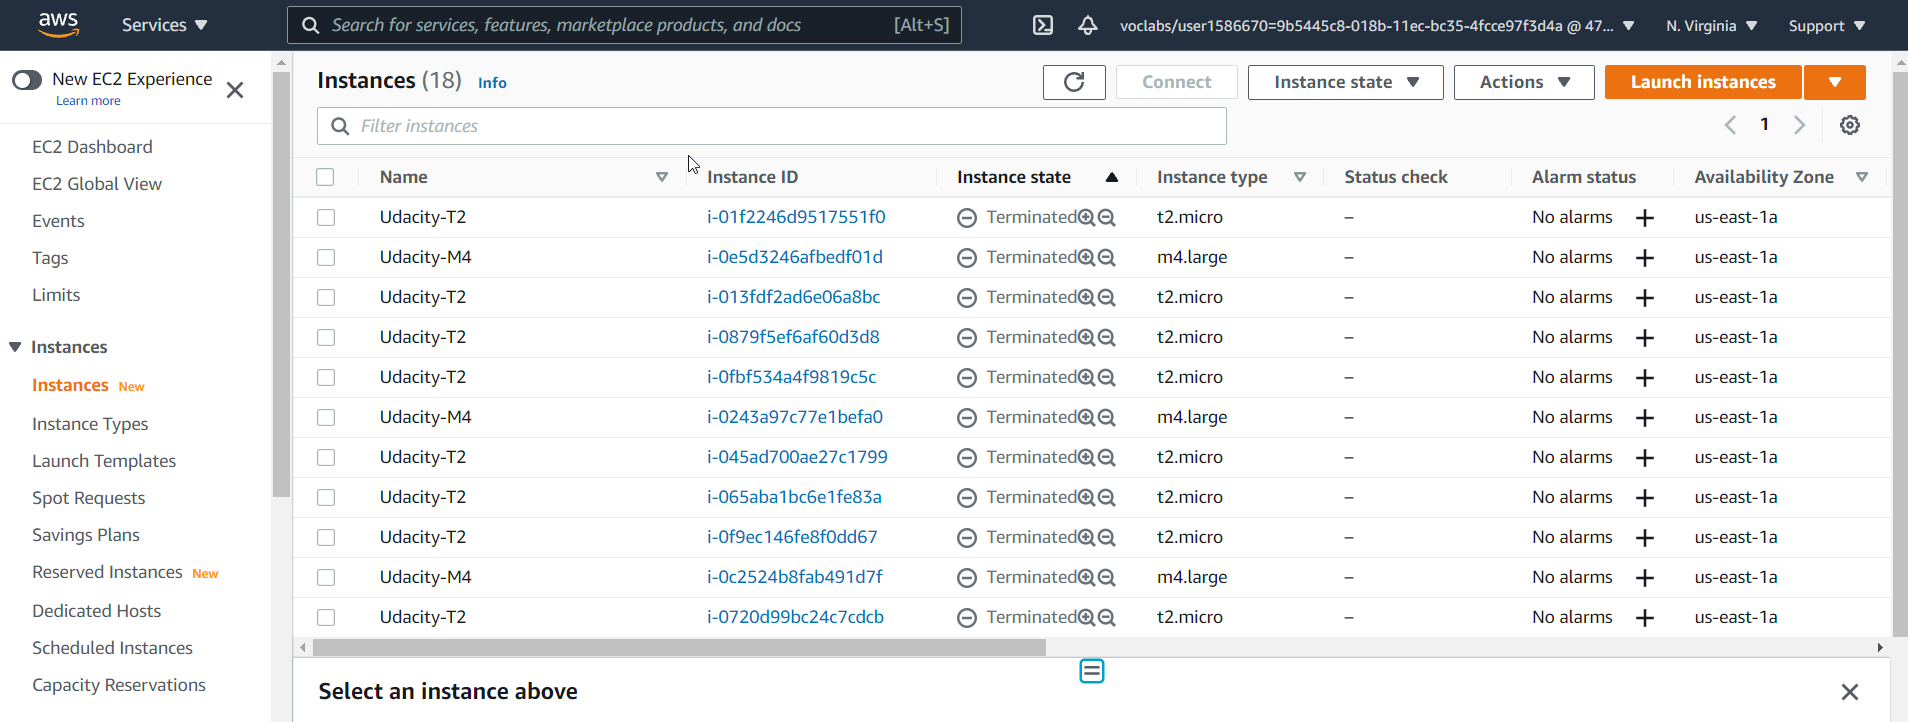 aws
Services
Search for services, features, marketplace products, and docs [Alt+S]
voclabs/user1586670=9b5445c8-018b-11ec-bc35-4fcce97f3d4a @ 47...
N. Virginia
Support
New EC2 Experience
Learn more
EC2 Dashboard
EC2 Global View
Events
Tags
Limits
Instances
Instances New
Instance Types
Launch Templates
Spot Requests
Savings Plans
Reserved Instances New
Dedicated Hosts
Scheduled Instances
Capacity Reservations
Instances (18) Info
Connect
Instance state
Actions
Launch instances
Filter instances
1
Name Instance ID Instance state Instance type Status check Alarm status Availability Zone
Udacity-T2 i-01f2246d9517551f0 Terminated t2.micro – No alarms + us-east-1a
Udacity-M4 i-0e5d3246afbedf01d Terminated m4.large – No alarms + us-east-1a
Udacity-T2 i-013fdf2ad6e06a8bc Terminated t2.micro – No alarms + us-east-1a
Udacity-T2 i-0879f5ef6af60d3d8 Terminated t2.micro – No alarms + us-east-1a
Udacity-T2 i-0fbf534a4f9819c5c Terminated t2.micro – No alarms + us-east-1a
Udacity-M4 i-0243a97c77e1befa0 Terminated m4.large – No alarms + us-east-1a
Udacity-T2 i-045ad700ae27c1799 Terminated t2.micro – No alarms + us-east-1a
Udacity-T2 i-065aba1bc6e1fe83a Terminated t2.micro – No alarms + us-east-1a
Udacity-T2 i-0f9ec146fe8f0dd67 Terminated t2.micro – No alarms + us-east-1a
Udacity-M4 i-0c2524b8fab491d7f Terminated m4.large – No alarms + us-east-1a
Udacity-T2 i-0720d99bc24c7cdcb Terminated t2.micro – No alarms + us-east-1a
Select an instance above